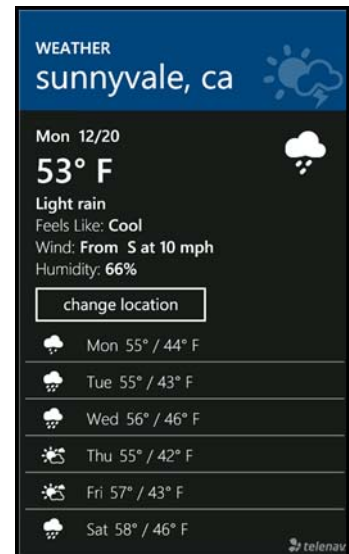 WEATHER
sunnyvale, ca
Mon 12/20
53° F
Light rain
Feels Like: Cool
Wind: From S at 10 mph
Humidity: 66%
change location
Mon 55° / 44° F
Tue 55° / 43° F
Wed 56° / 46° F
Thu 55° / 42° F
Fri 57° / 43° F
Sat 58° / 46° F
telenav